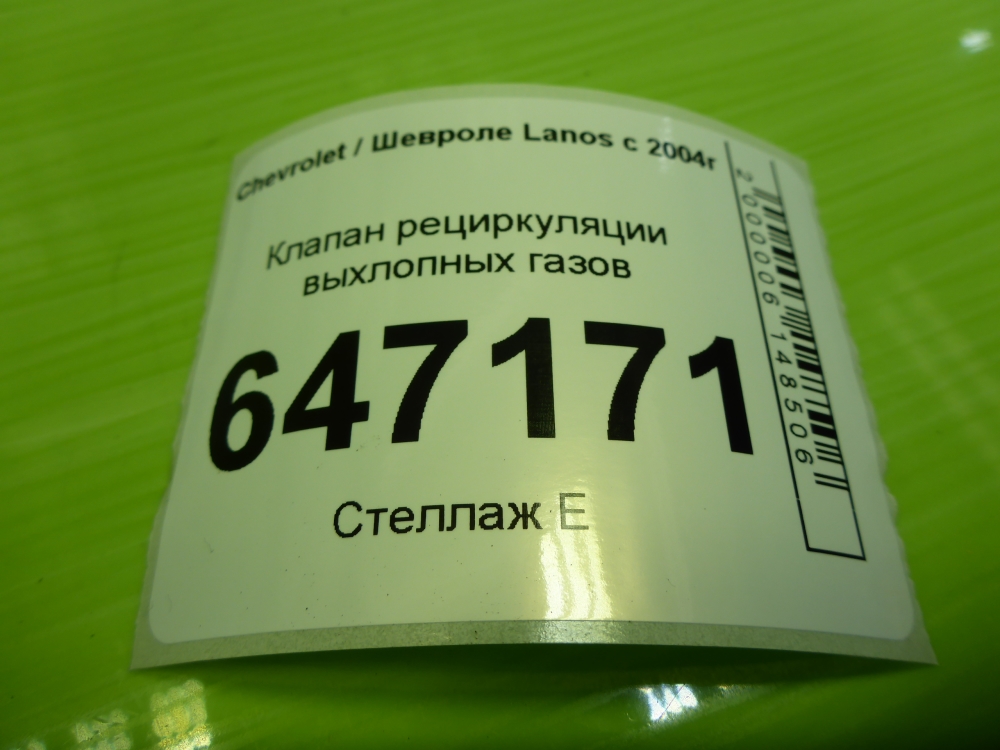 Chevrolet / Шевроле Lanos с 2004г
Клапан рециркуляции
выхлопных газов
647171
Стеллаж Е
2000006148506